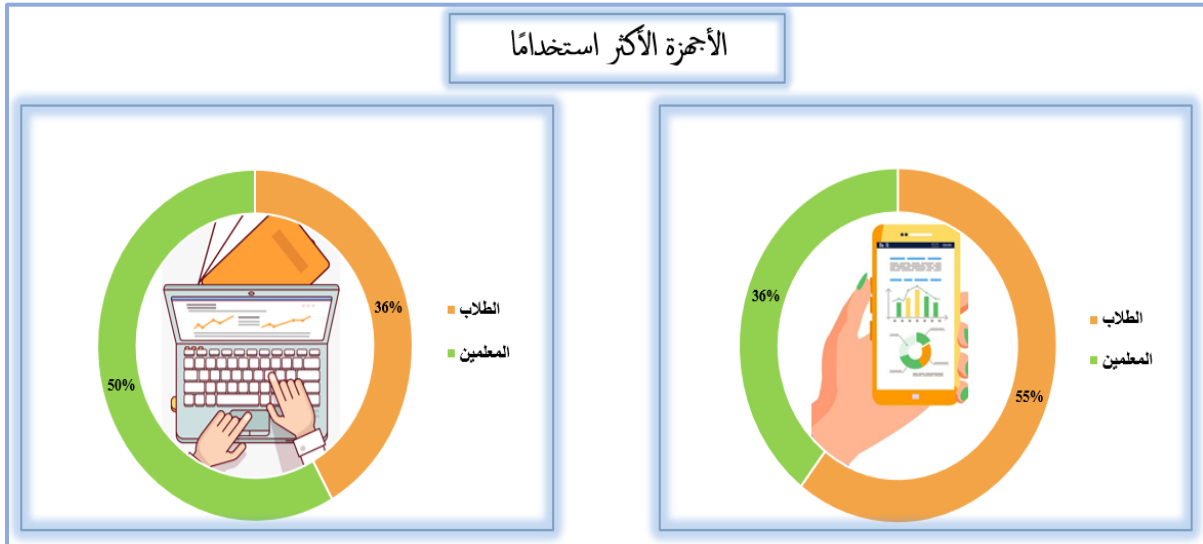 الأجهزة الأكثر استخدامًا
36%
55%
الطلاب
المعلمين
50%
36%
الطلاب
المعلمين